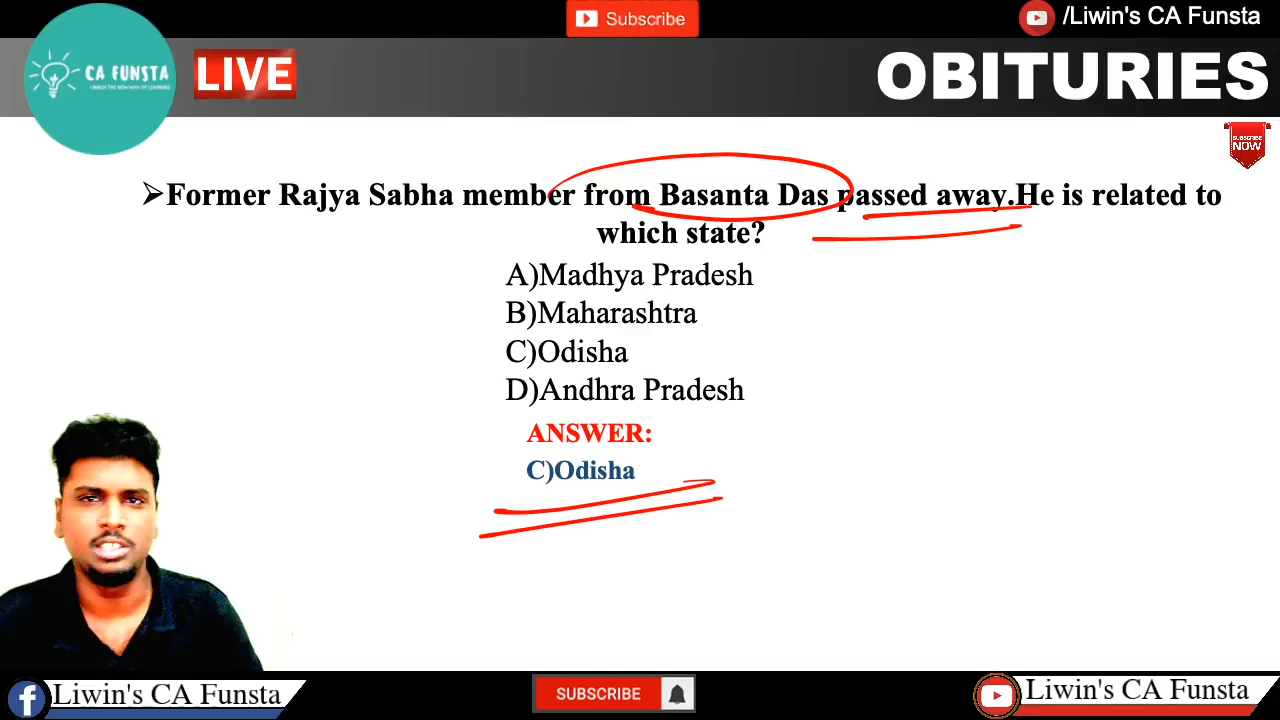 Subscribe
/Liwin's CA Funsta
CA FUNSTA
LIVE
OBITURIES
SUBSCRIBE
NOW
➢Former Rajya Sabha member from Basanta Das passed away.He is related to
which state?
A)Madhya Pradesh
B)Maharashtra
C)Odisha
D)Andhra Pradesh
ANSWER:
C)Odisha
Liwin's CA Funsta
SUBSCRIBE
Liwin's CA Funsta